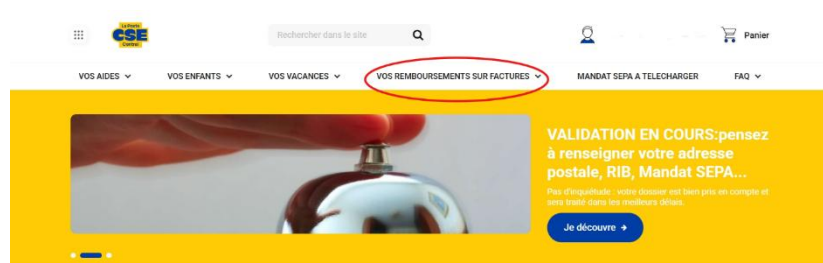 La Poste
CSE
Central
Rechercher dans le site
Panier
VOS AIDES
VOS ENFANTS
VOS VACANCES
VOS REMBOURSEMENTS SUR FACTURES
MANDAT SEPA A TELECHARGER
FAQ
VALIDATION EN COURS:pensez
à renseigner votre adresse
postale, RIB, Mandat SEPA...
Pas d'inquiétude : votre dossier est bien pris en compte et
sera traité dans les meilleurs délais.
Je découvre →